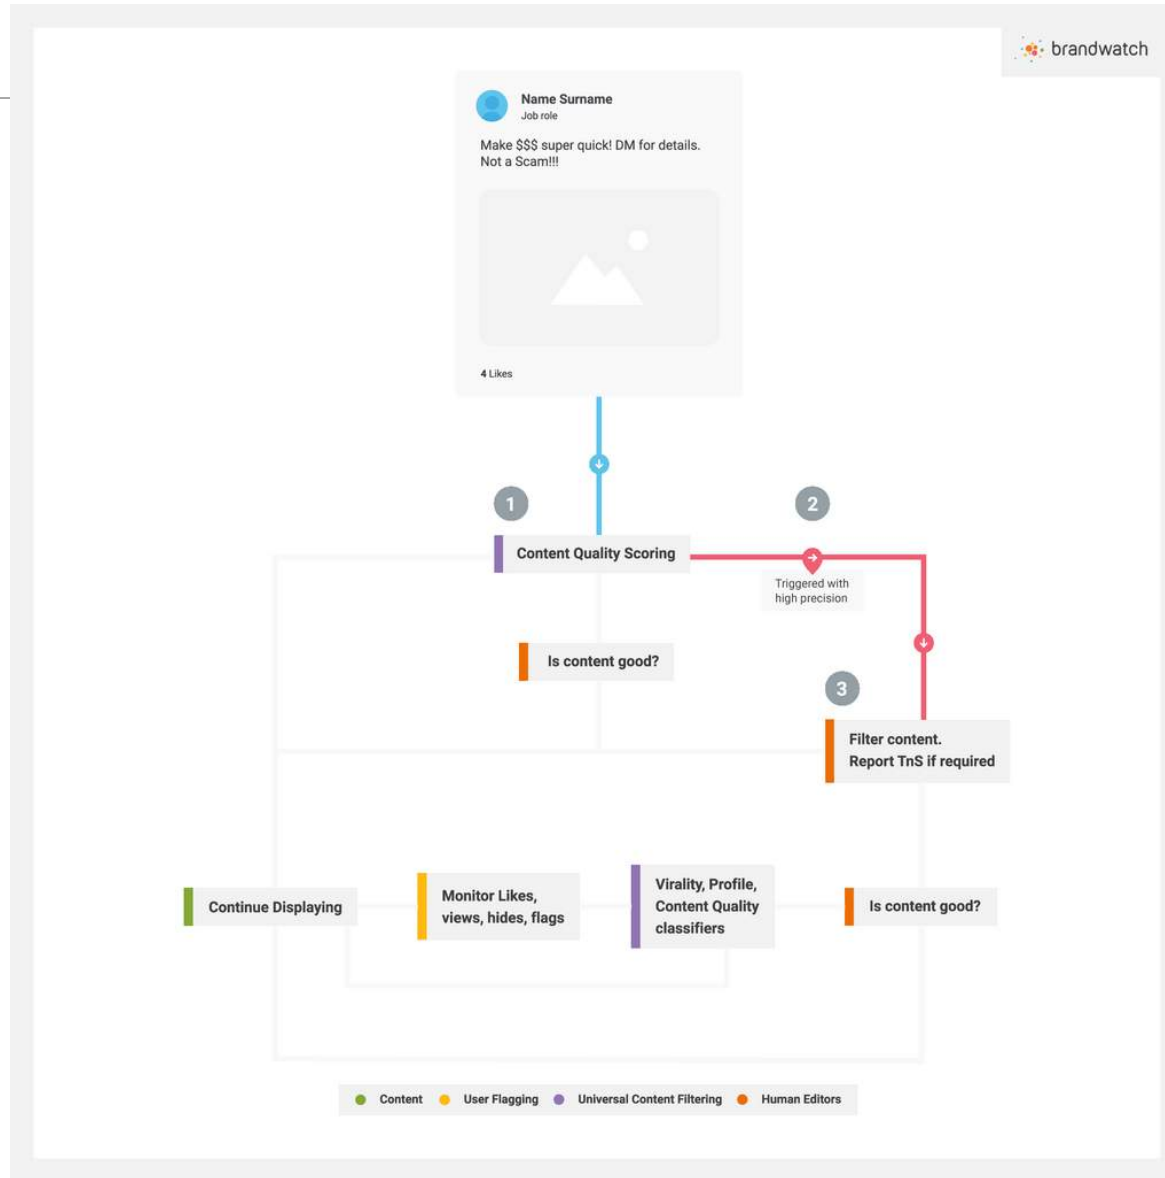 brandwatch
Name Surname
Job role
Make $$$ super quick! DM for details.
Not a Scam!!!
4 Likes
1
2
Content Quality Scoring
Triggered with
high precision
Is content good?
3
Filter content.
Report TnS if required
Continue Displaying
Monitor Likes,
views, hides, flags
Virality, Profile,
Content Quality
classifiers
Is content good?
Content
User Flagging
Universal Content Filtering
Human Editors